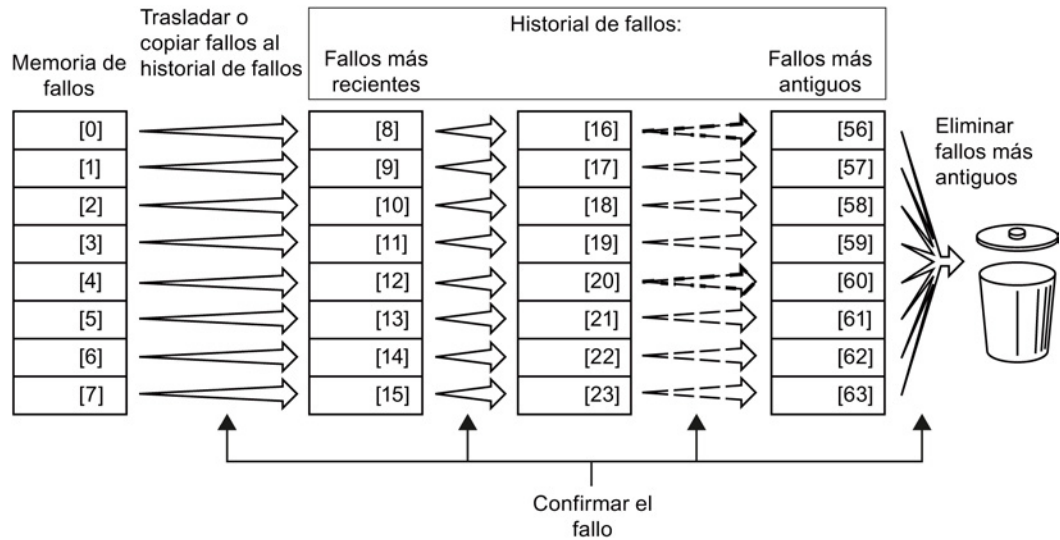 Memoria de
fallos
Trasladar o
copiar fallos al
historial de fallos
Historial de fallos:
Fallos más
recientes
Fallos más
antiguos
[0] [8] [16] [56]
[1] [9] [17] [57]
[2] [10] [18] [58]
[3] [11] [19] [59]
[4] [12] [20] [60]
[5] [13] [21] [61]
[6] [14] [22] [62]
[7] [15] [23] [63]
Eliminar
fallos más
antiguos
Confirmar el
fallo